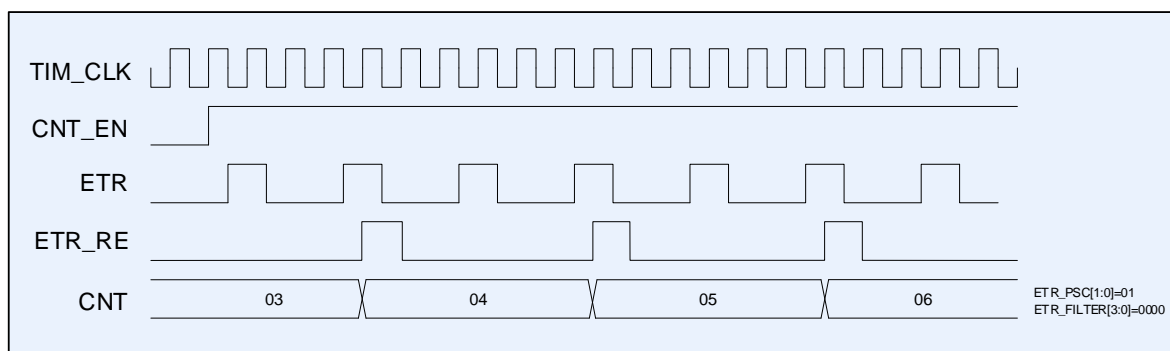 TIM_CLK
CNT_EN
ETR
ETR_RE
CNT 03 04 05 06
ETR_PSC[1:0]=01
ETR_FILTER[3:0]=0000